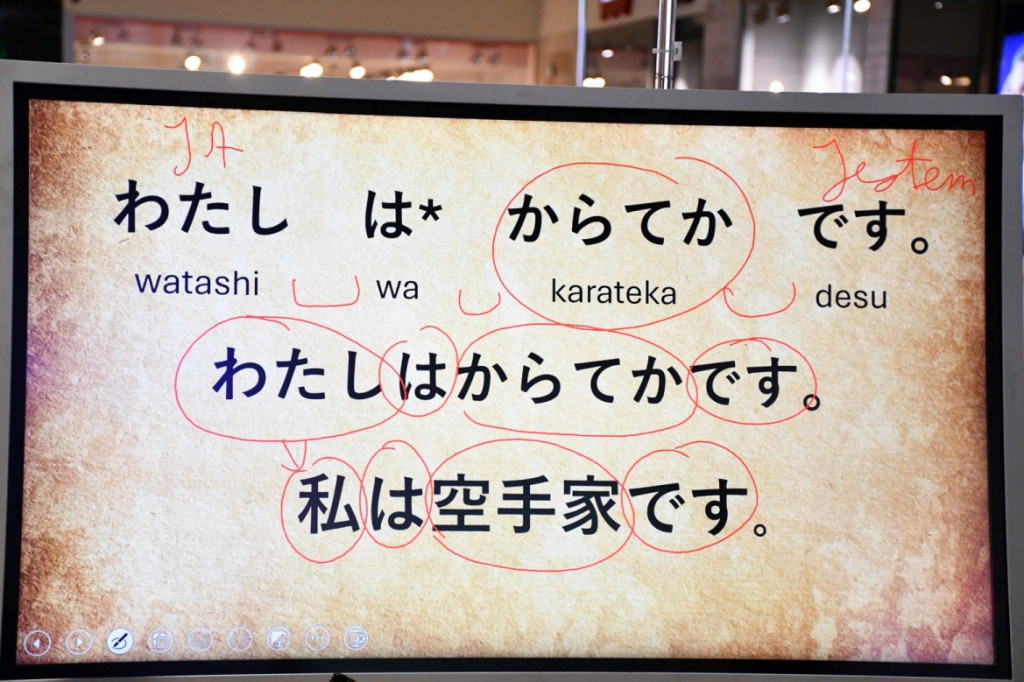 JA Jestem
わたし は* からてか です。
watashi wa karateka desu
わたしはからてかです。
私は空手家です。